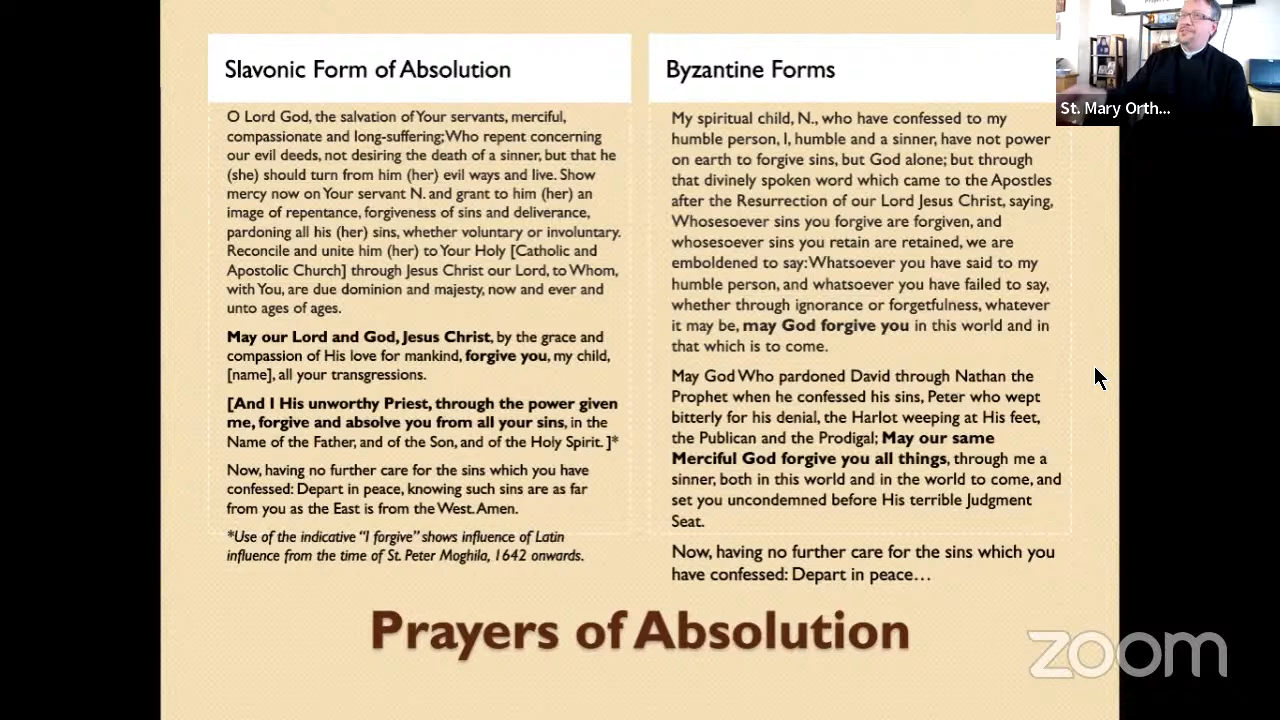 Slavonic Form of Absolution
O Lord God, the salvation of Your servants, merciful,
compassionate and long-suffering; Who repent concerning
our evil deeds, not desiring the death of a sinner, but that he
(she) should turn from him (her) evil ways and live. Show
mercy now on Your servant N. and grant to him (her) an
image of repentance, forgiveness of sins and deliverance,
pardoning all his (her) sins, whether voluntary or involuntary.
Reconcile and unite him (her) to Your Holy [Catholic and
Apostolic Church] through Jesus Christ our Lord, to Whom,
with You, are due dominion and majesty, now and ever and
unto ages of ages.
May our Lord and God, Jesus Christ, by the grace and
compassion of His love for mankind, forgive you, my child,
[name], all your transgressions.
[And I His unworthy Priest, through the power given
me, forgive and absolve you from all your sins, in the
Name of the Father, and of the Son, and of the Holy Spirit. ]*
Now, having no further care for the sins which you have
confessed: Depart in peace, knowing such sins are as far
from you as the East is from the West. Amen.
*Use of the indicative “I forgive” shows influence of Latin
influence from the time of St. Peter Moghila, 1642 onwards.
Byzantine Forms
My spiritual child, N., who have confessed to my
humble person, I, humble and a sinner, have not power
on earth to forgive sins, but God alone; but through
that divinely spoken word which came to the Apostles
after the Resurrection of our Lord Jesus Christ, saying,
Whosesoever sins you forgive are forgiven, and
whosesoever sins you retain are retained, we are
emboldened to say: Whatsoever you have said to my
humble person, and whatsoever you have failed to say,
whether through ignorance or forgetfulness, whatever
it may be, may God forgive you in this world and in
that which is to come.
May God Who pardoned David through Nathan the
Prophet when he confessed his sins, Peter who wept
bitterly for his denial, the Harlot weeping at His feet,
the Publican and the Prodigal; May our same
Merciful God forgive you all things, through me a
sinner, both in this world and in the world to come, and
set you uncondemned before His terrible Judgment
Seat.
Now, having no further care for the sins which you
have confessed: Depart in peace…
Prayers of Absolution
St. Mary Orth...
zoom